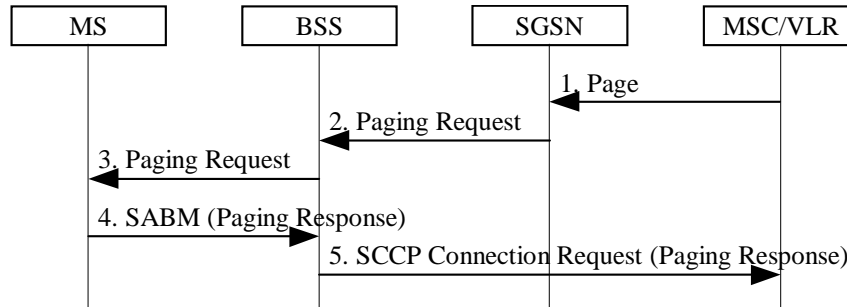 MS
BSS
SGSN
MSC/VLR
1. Page
2. Paging Request
3. Paging Request
4. SABM (Paging Response)
5. SCCP Connection Request (Paging Response)